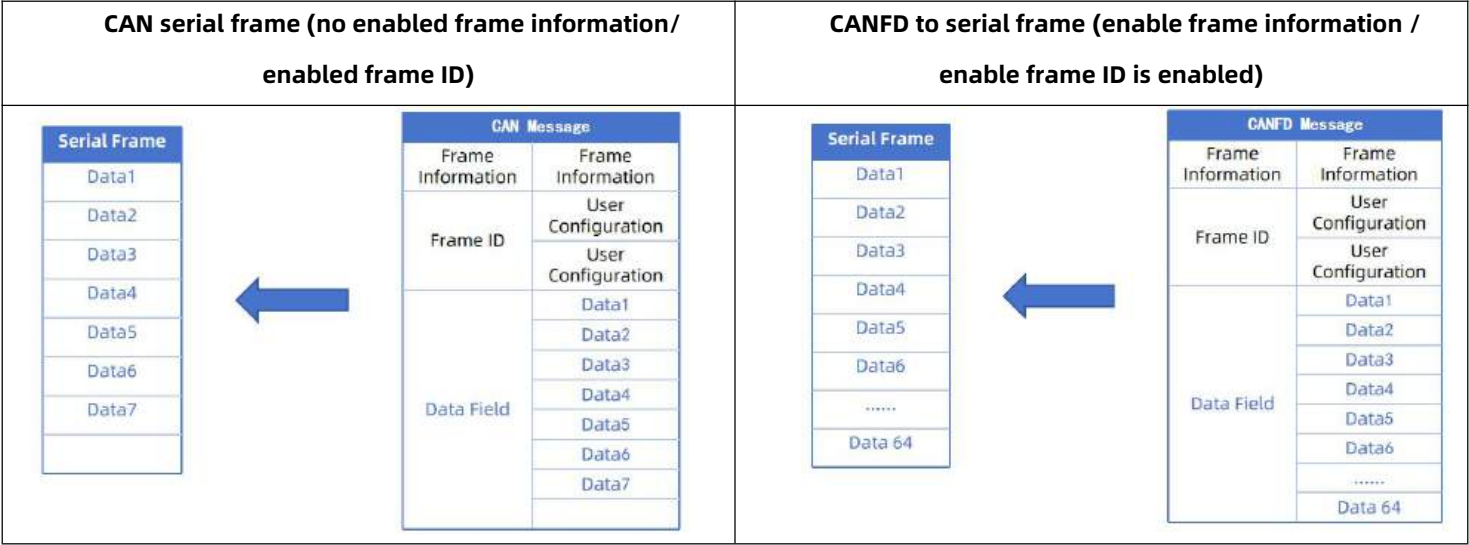 CAN serial frame (no enabled frame information/
enabled frame ID)
CANFD to serial frame (enable frame information /
enable frame ID is enabled)
Serial Frame
Data1
Data2
Data3
Data4
Data5
Data6
Data7
CAN Message
Frame
Information
Frame
Information
Frame ID
User
Configuration
User
Configuration
Data Field
Data1
Data2
Data3
Data4
Data5
Data6
Data7
Serial Frame
Data1
Data2
Data3
Data4
Data5
Data6
......
Data 64
CANFD Message
Frame
Information
Frame
Information
Frame ID
User
Configuration
User
Configuration
Data Field
Data1
Data2
Data3
Data4
Data5
Data6
......
Data 64